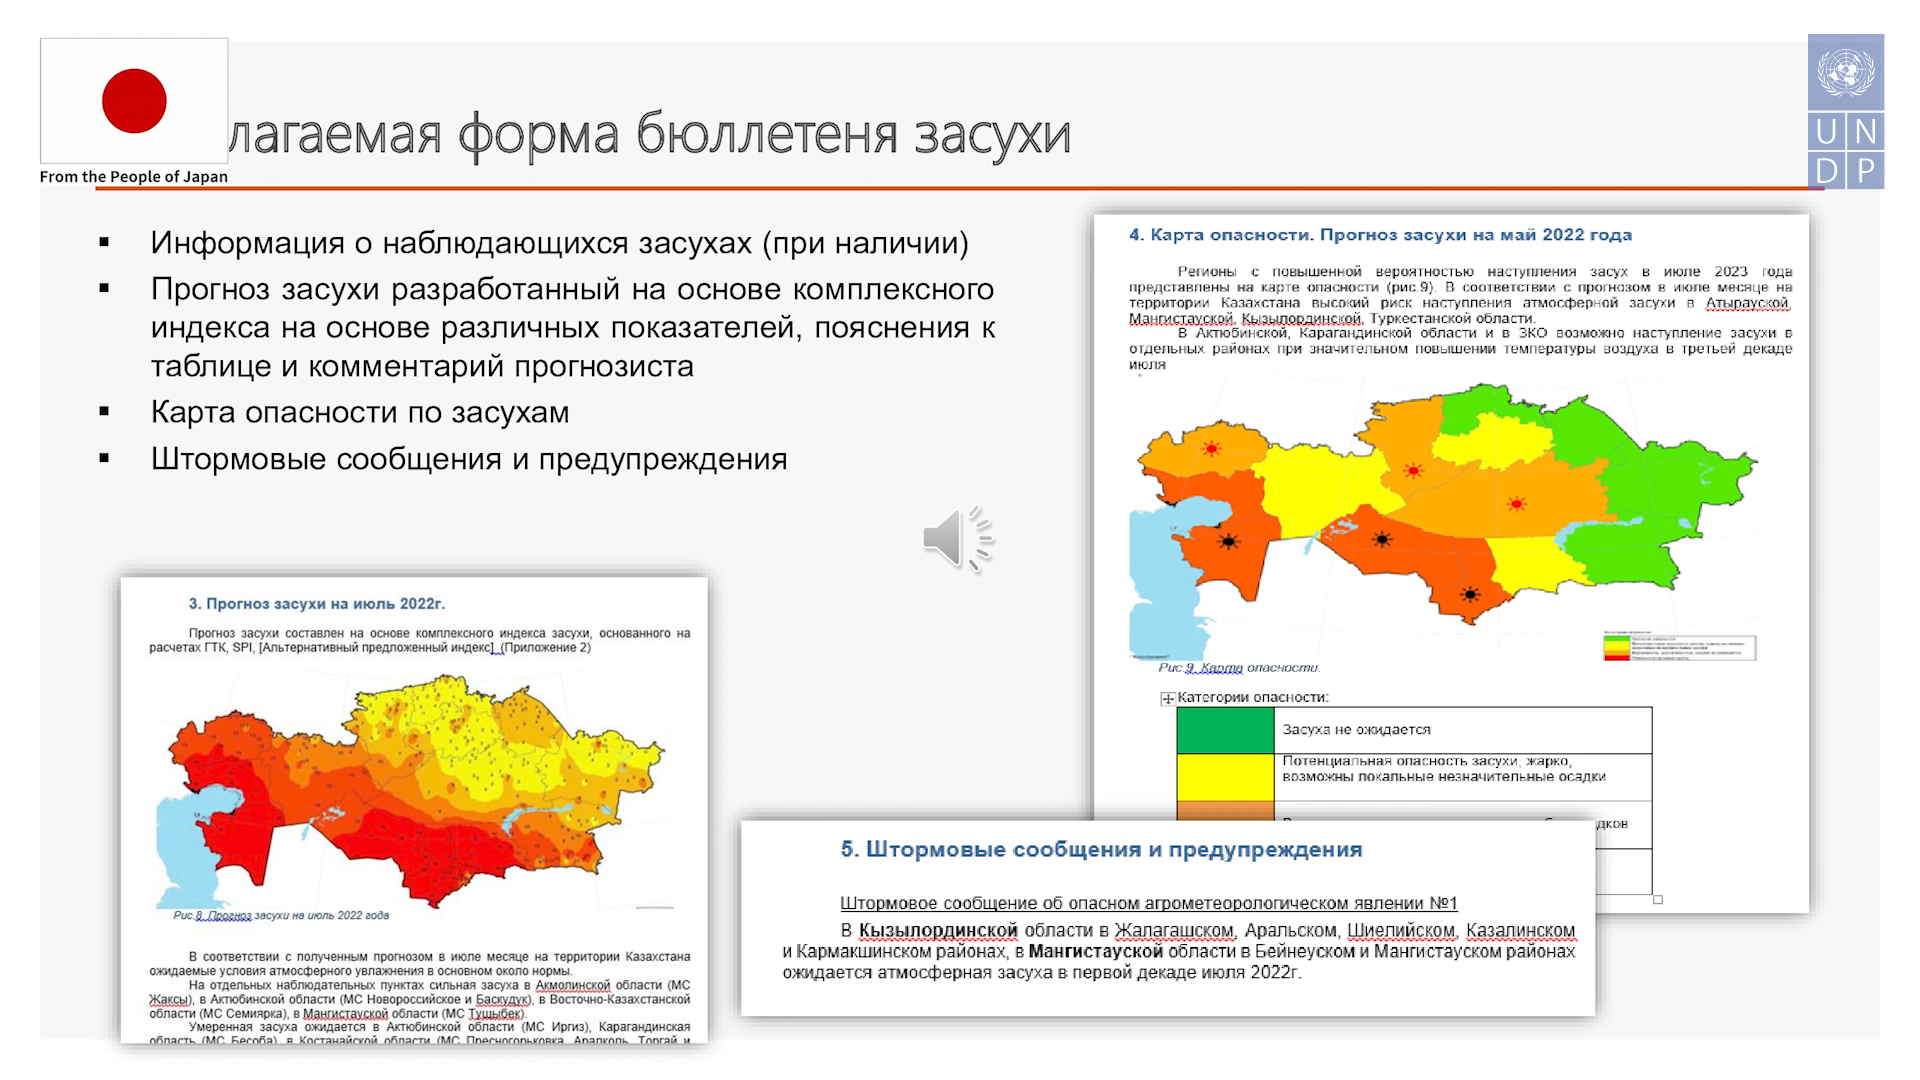 From the People of Japan
лагаемая форма бюллетеня засухи
U N
D P
Информация о наблюдающихся засухах (при наличии)
Прогноз засухи разработанный на основе комплексного
индекса на основе различных показателей, пояснения к
таблице и комментарий прогнозиста
Карта опасности по засухам
Штормовые сообщения и предупреждения
3. Прогноз засухи на июль 2022г.
Прогноз засухи составлен на основе комплексного индекса засухи, основанного на
расчетах ГТК, SPI, [Альтернативный предложенный индекс] (Приложение 2)
Рис.8. Прогноз засухи на июль 2022 года
В соответствии с полученным прогнозом в июле месяце на территории Казахстана
ожидаемые условия атмосферного увлажнения в основном около нормы.
На отдельных наблюдательных пунктах сильная засуха в Акмолинской области (МС
Жаксы), в Актюбинской области (МС Новороссийское и Баскудук), в Восточно-Казахстанской
области (МС Семиярка), в Мангистауской области (МС Тущыбек).
Умеренная засуха ожидается в Актюбинской области (МС Иргиз), Карагандинская
область (МС Бесоба), в Костанайской области (МС Пресногорьковка, Аралколь, Торгай и
4. Карта опасности. Прогноз засухи на май 2022 года
Регионы с повышенной вероятностью наступления засух в июле 2023 года
представлены на карте опасности (рис.9). В соответствии с прогнозом в июле месяце на
территории Казахстана высокий риск наступления атмосферной засухи в Атырауской,
Мангистауской, Кызылординской, Туркестанской области.
В Актюбинской, Карагандинской области и в ЗКО возможно наступление засухи в
отдельных районах при значительном повышении температуры воздуха в третьей декаде
июля
Рис.9. Карта опасности.
Категории опасности:
Засуха не ожидается
Потенциальная опасность засухи, жарко,
возможны локальные незначительные осадки
5. Штормовые сообщения и предупреждения
Штормовое сообщение об опасном агрометеорологическом явлении №1
В Кызылординской области в Жалагашском, Аральском, Шиелийском, Казалинском
и Кармакшинском районах, в Мангистауской области в Бейнеуском и Мангистауском районах
ожидается атмосферная засуха в первой декаде июля 2022г.